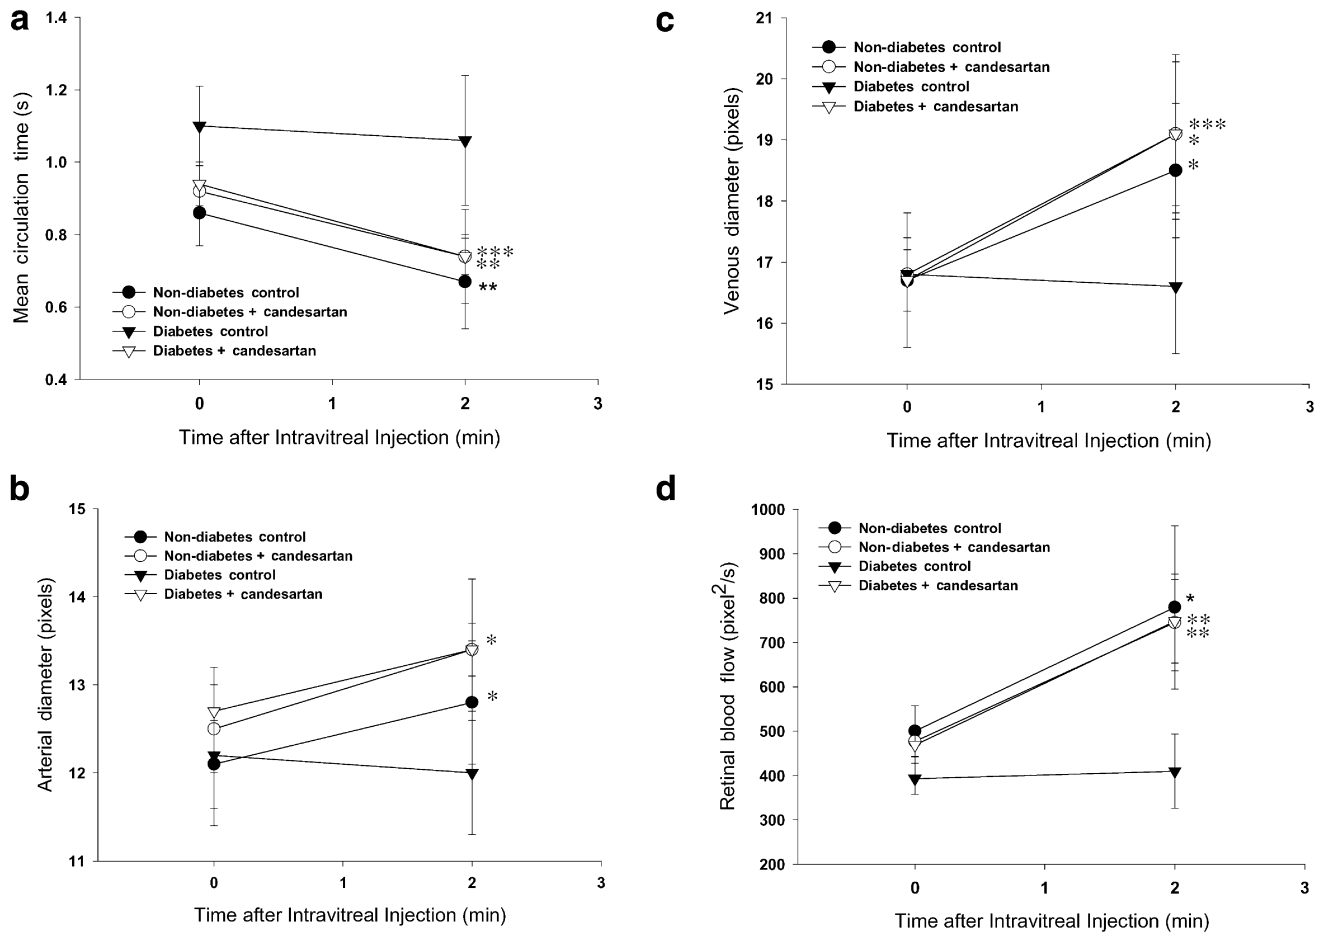 a
Mean circulation time (s)
1.4
1.2
1.0
0.8
0.6
0.4
Non-diabetes control
Non-diabetes + candesartan
Diabetes control
Diabetes + candesartan
***
**
**
0 1 2 3
Time after Intravitreal Injection (min)
c
Venous diameter (pixels)
21
20
19
18
17
16
15
Non-diabetes control
Non-diabetes + candesartan
Diabetes control
Diabetes + candesartan
***
*
*
0 1 2 3
Time after Intravitreal Injection (min)
b
Arterial diameter (pixels)
15
14
13
12
11
Non-diabetes control
Non-diabetes + candesartan
Diabetes control
Diabetes + candesartan
*
*
0 1 2 3
Time after Intravitreal Injection (min)
d
Retinal blood flow (pixel²/s)
1000
900
800
700
600
500
400
300
200
Non-diabetes control
Non-diabetes + candesartan
Diabetes control
Diabetes + candesartan
*
**
**
0 1 2 3
Time after Intravitreal Injection (min)